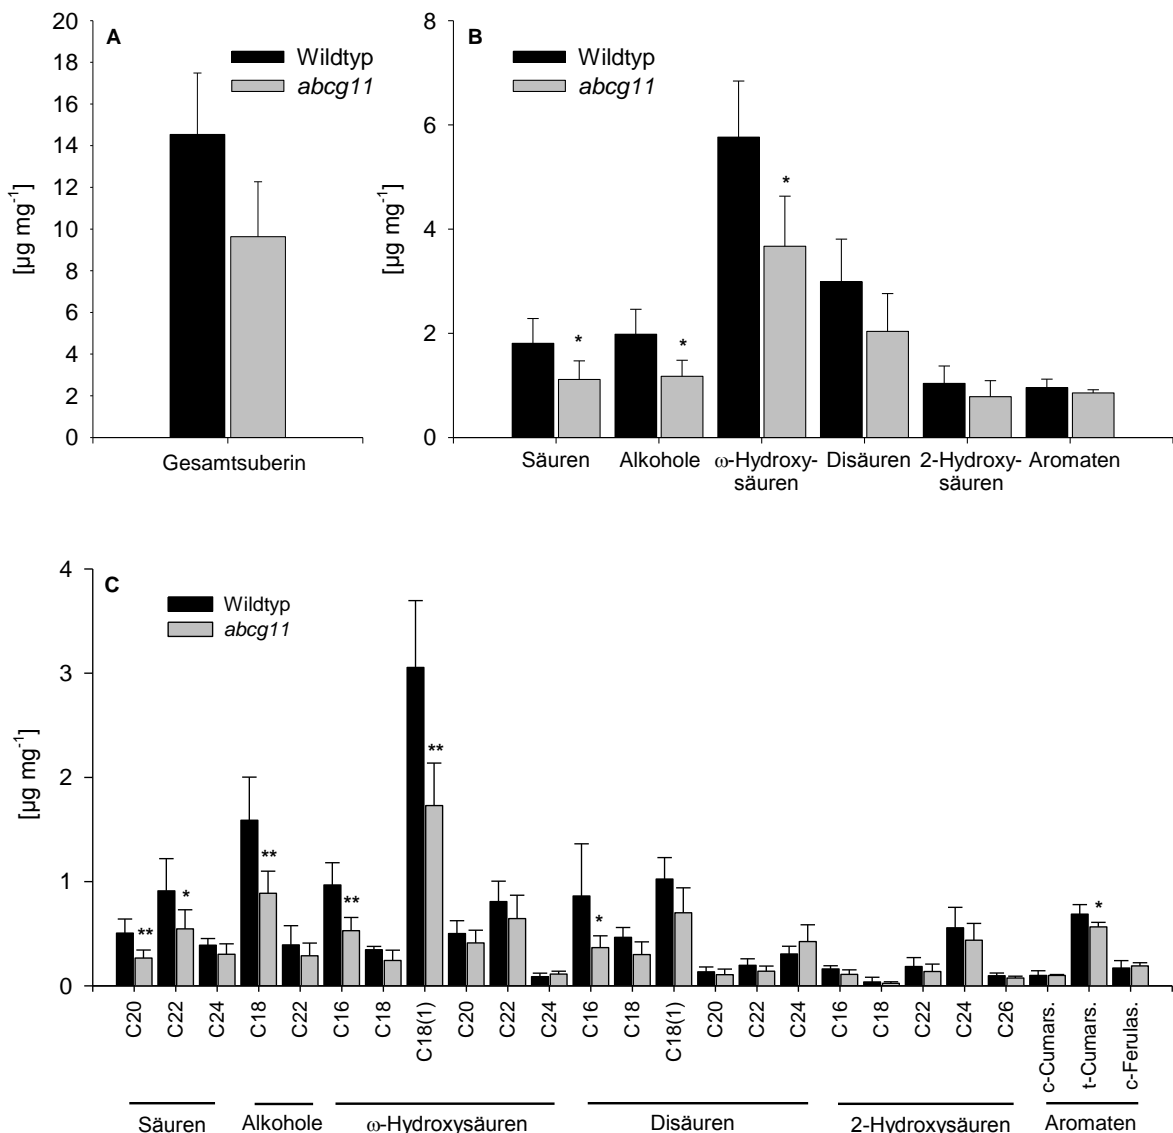 A
Wildtyp
abcg11
[µg mg-1]
20
18
16
14
12
10
8
6
4
2
0
Gesamtsuberin
B
Wildtyp
abcg11
[µg mg-1]
8
6
4
2
0
* * *
Säuren Alkohole ω-Hydroxy- Disäuren 2-Hydroxy- Aromaten
säuren säuren
C
Wildtyp
abcg11
[µg mg-1]
4
3
2
1
0
** * ** ** ** * *
C20 C22 C24 C18 C22 C16 C18 C18(1) C20 C22 C24 C16 C18 C18(1) C20 C22 C24 C16 C18 C22 C24 C26 c-Cumars. t-Cumars. c-Ferulas.
Säuren Alkohole ω-Hydroxysäuren Disäuren 2-Hydroxysäuren Aromaten